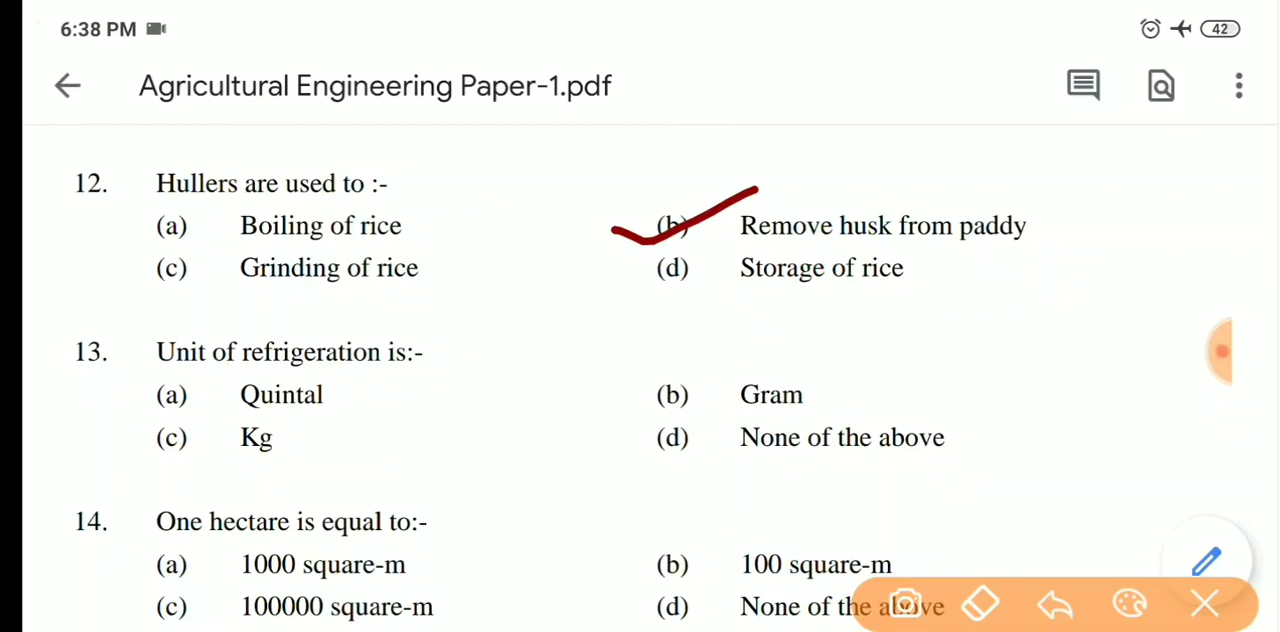 6:38 PM 42
Agricultural Engineering Paper-1.pdf
12. Hullers are used to :-
(a) Boiling of rice (b) Remove husk from paddy
(c) Grinding of rice (d) Storage of rice
13. Unit of refrigeration is:-
(a) Quintal (b) Gram
(c) Kg (d) None of the above
14. One hectare is equal to:-
(a) 1000 square-m (b) 100 square-m
(c) 100000 square-m (d) None of the above